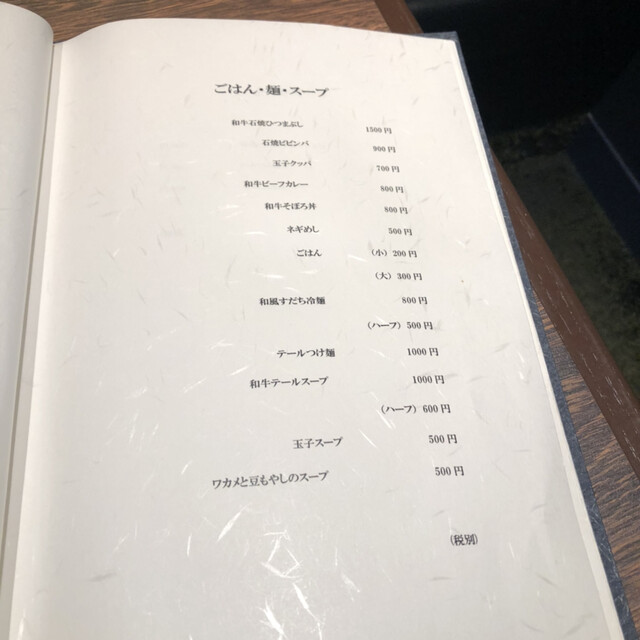 ごはん・麺・スープ
和牛石焼ひつまぶし 1500円
石焼ビビンバ 900円
玉子クッパ 700円
和牛ビーフカレー 800円
和牛そぼろ丼 800円
ネギめし 500円
ごはん (小) 200円
(大) 300円
和風すだち冷麺 800円
(ハーフ) 500円
テールつけ麺 1000円
和牛テールスープ 1000円
(ハーフ) 600円
玉子スープ 500円
ワカメと豆もやしのスープ 500円
(税別)